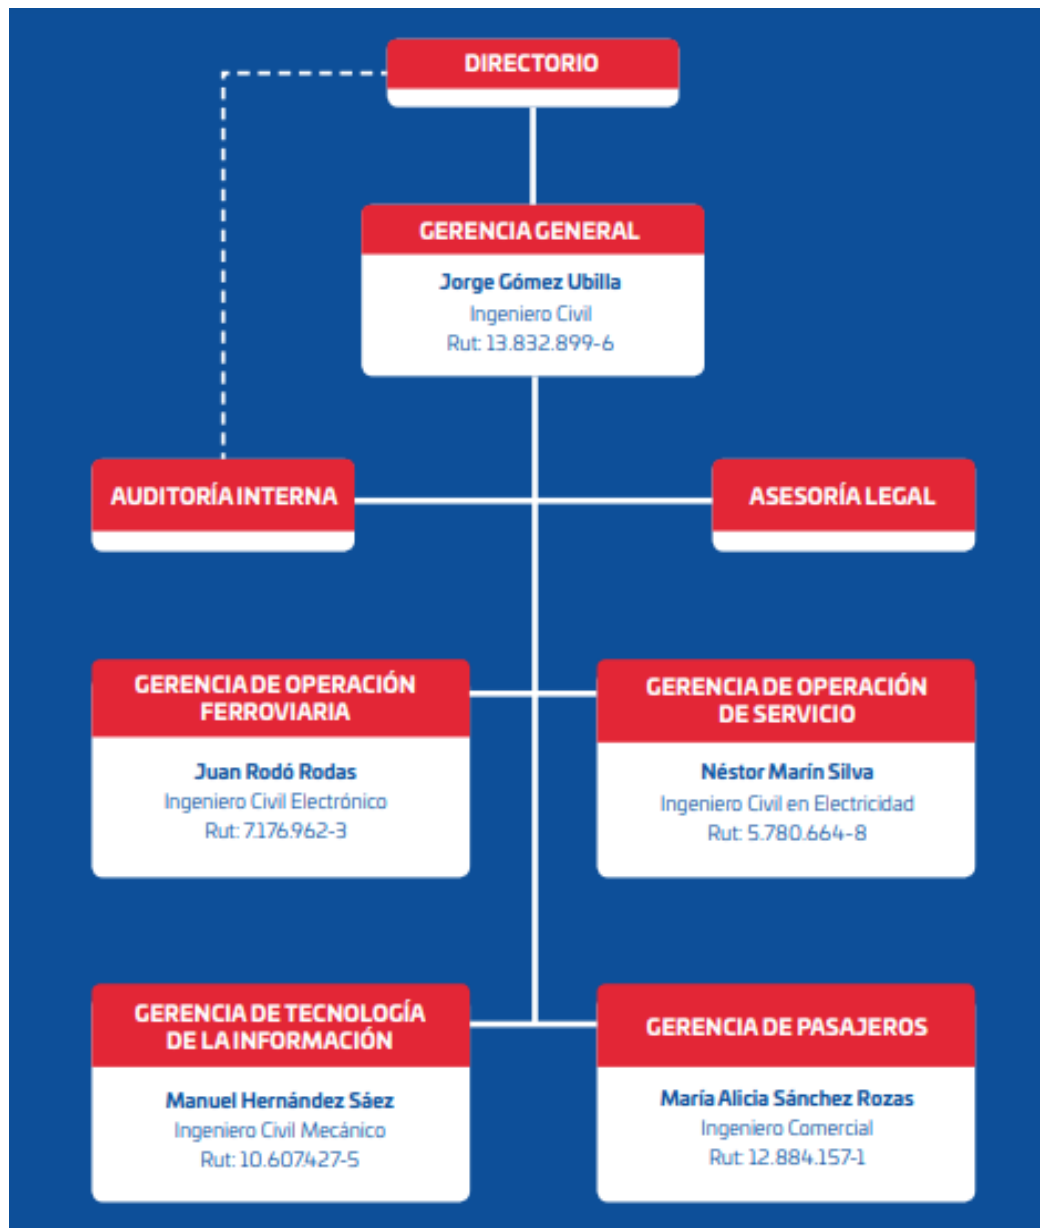 DIRECTORIO
GERENCIA GENERAL
Jorge Gómez Ubilla
Ingeniero Civil
Rut: 13.832.899-6
AUDITORÍA INTERNA
ASESORÍA LEGAL
GERENCIA DE OPERACIÓN
FERROVIARIA
Juan Rodó Rodas
Ingeniero Civil Electrónico
Rut: 7.176.962-3
GERENCIA DE OPERACIÓN
DE SERVICIO
Néstor Marín Silva
Ingeniero Civil en Electricidad
Rut: 5.780.664-8
GERENCIA DE TECNOLOGÍA
DE LA INFORMACIÓN
Manuel Hernández Sáez
Ingeniero Civil Mecánico
Rut: 10.607.427-5
GERENCIA DE PASAJEROS
María Alicia Sánchez Rozas
Ingeniero Comercial
Rut: 12.884.157-1